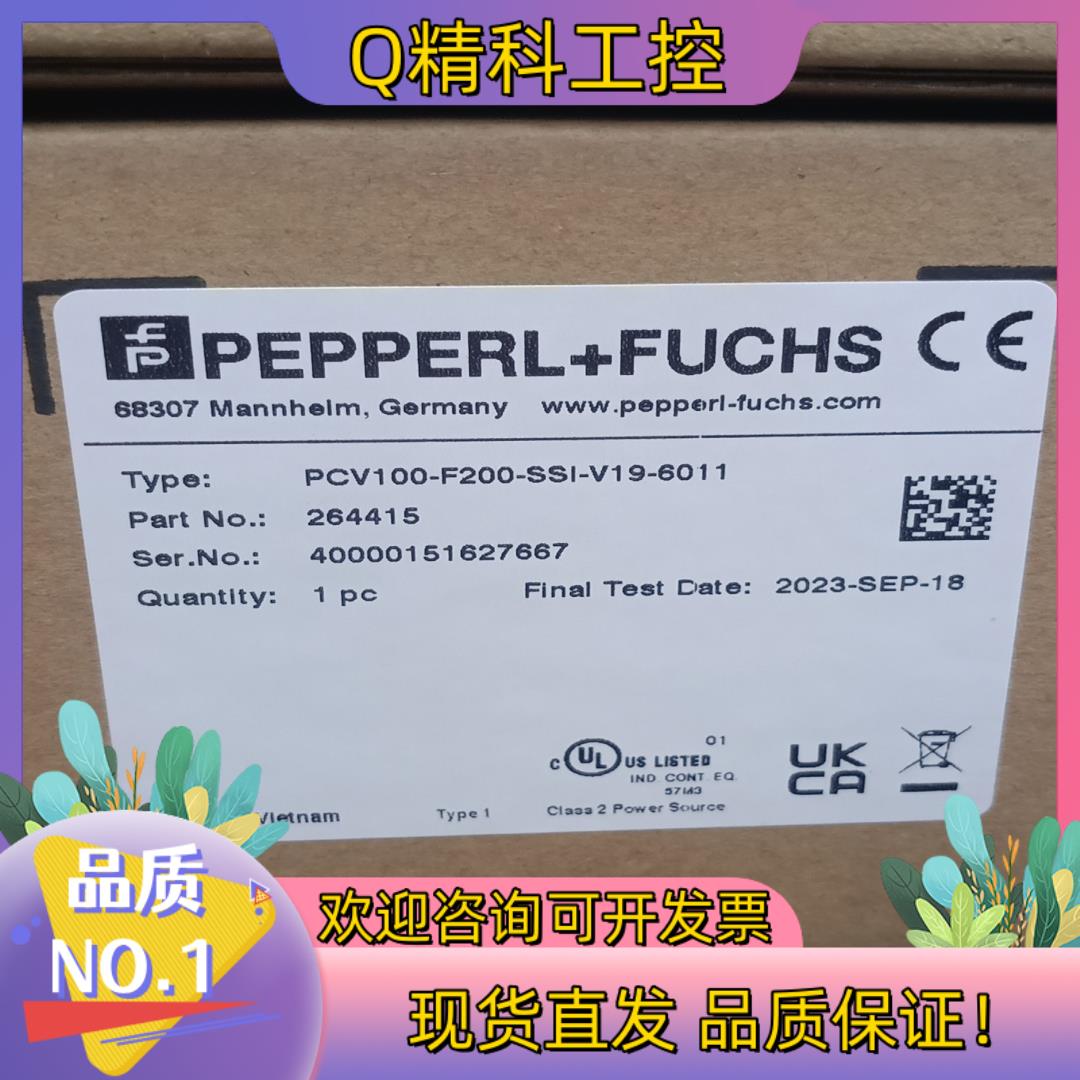 Q精科工控
PEPPERL+FUCHS CE
68307 Mannheim, Germany www.pepperl-fuchs.com
Type: PCV100-F200-SSI-V19-6011
Part No.: 264415
Ser.No.: 40000151627667
Quantity: 1 pc Final Test Date: 2023-SEP-18
C UL US LISTED 01
IND. CONT. EQ.
57M3
UK
CA
Vietnam Type 1 Class 2 Power Source
品质
NO.1
欢迎咨询可开发票
现货直发 品质保证!